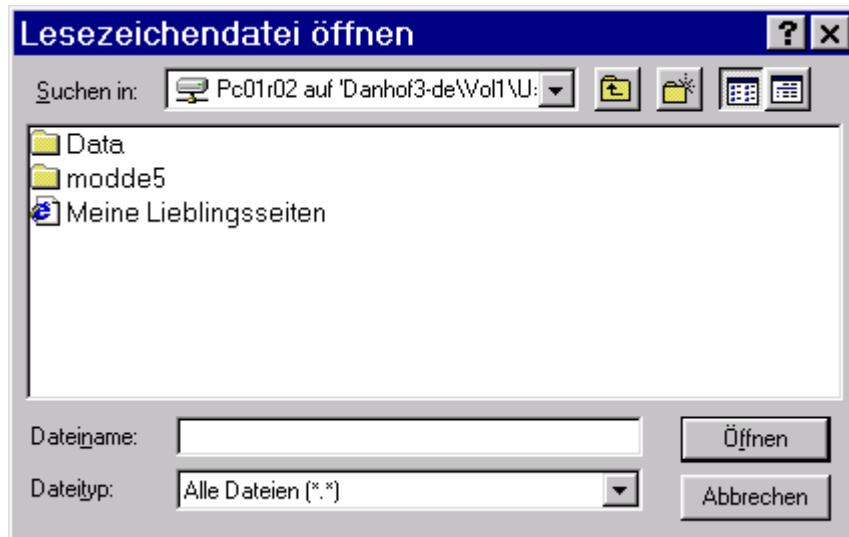 Lesezeichendatei öffnen
Suchen in: Pc01r02 auf 'Danhof3-de\Vol1\U:
Data
modde5
Meine Lieblingsseiten
Dateiname: Öffnen
Dateityp: Alle Dateien (*.*) Abbrechen